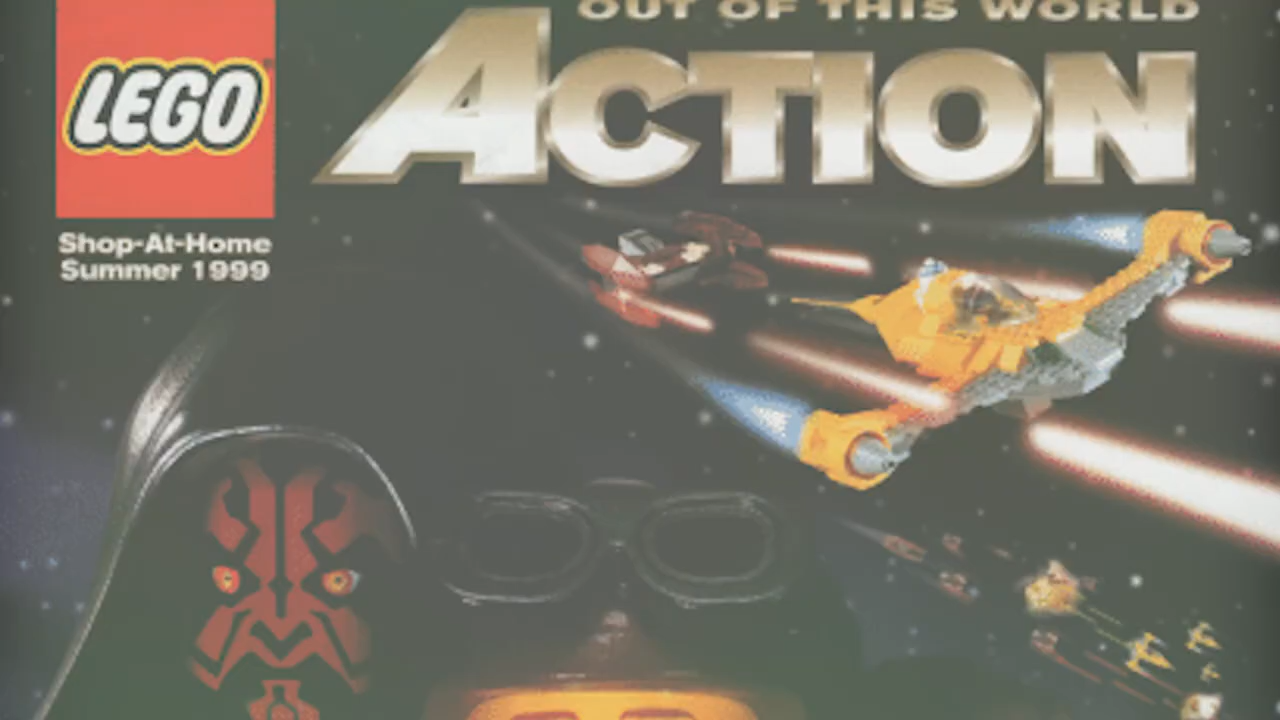 OUT OF THIS WORLD
ACTION
LEGO
Shop-At-Home
Summer 1999